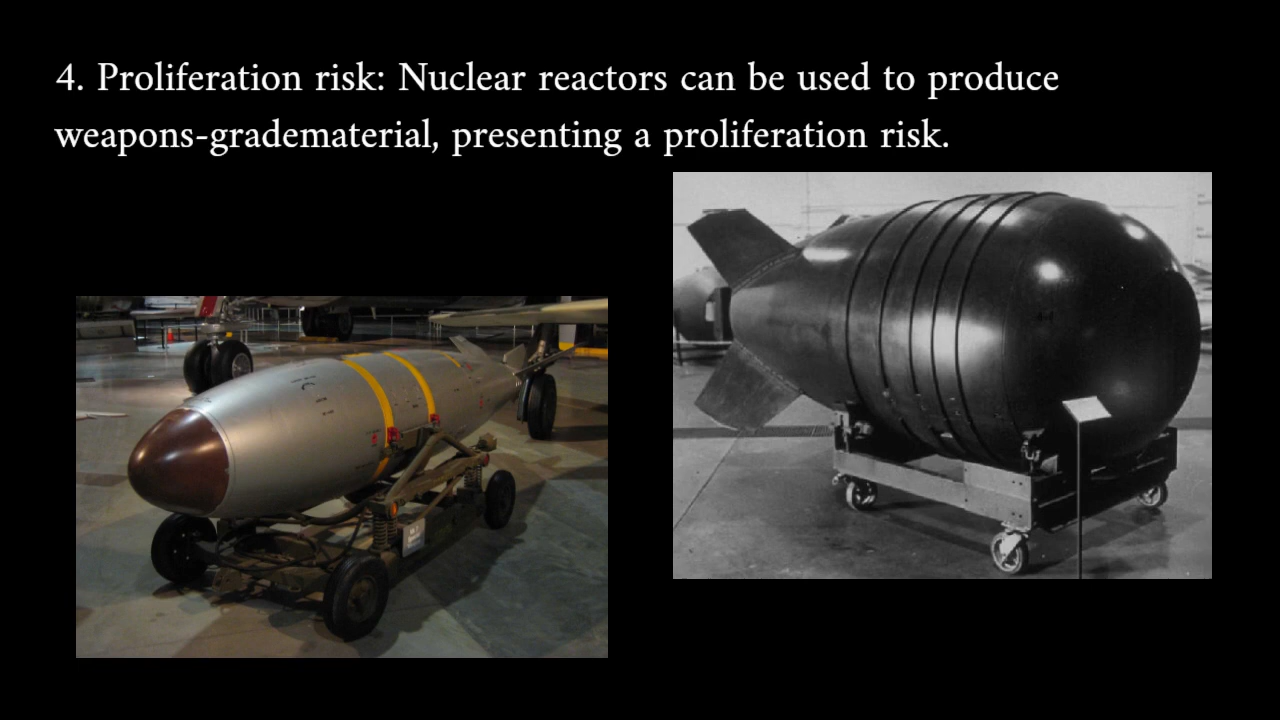 4. Proliferation risk: Nuclear reactors can be used to produce
weapons-gradematerial, presenting a proliferation risk.